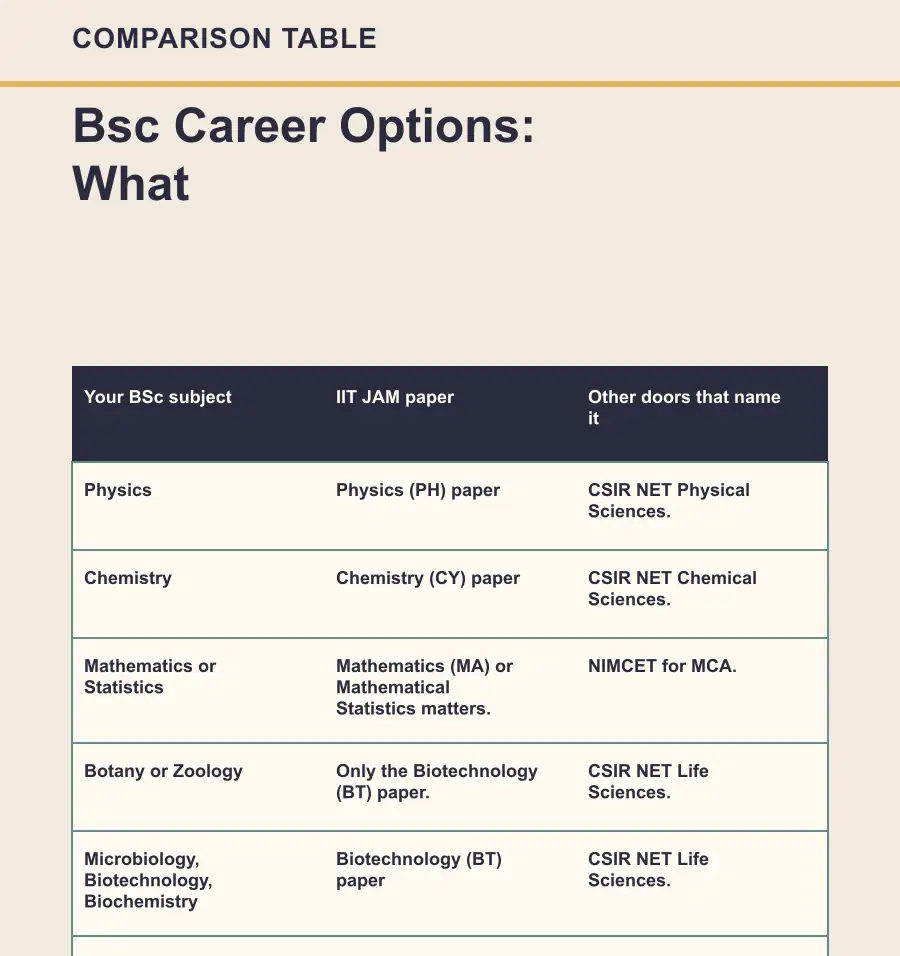 COMPARISON TABLE
Bsc Career Options:
What
Your BSc subject
IIT JAM paper
Other doors that name
it
Physics
Physics (PH) paper
CSIR NET Physical
Sciences.
Chemistry
Chemistry (CY) paper
CSIR NET Chemical
Sciences.
Mathematics or
Statistics
Mathematics (MA) or
Mathematical
Statistics matters.
NIMCET for MCA.
Botany or Zoology
Only the Biotechnology
(BT) paper.
CSIR NET Life
Sciences.
Microbiology,
Biotechnology,
Biochemistry
Biotechnology (BT)
paper
CSIR NET Life
Sciences.